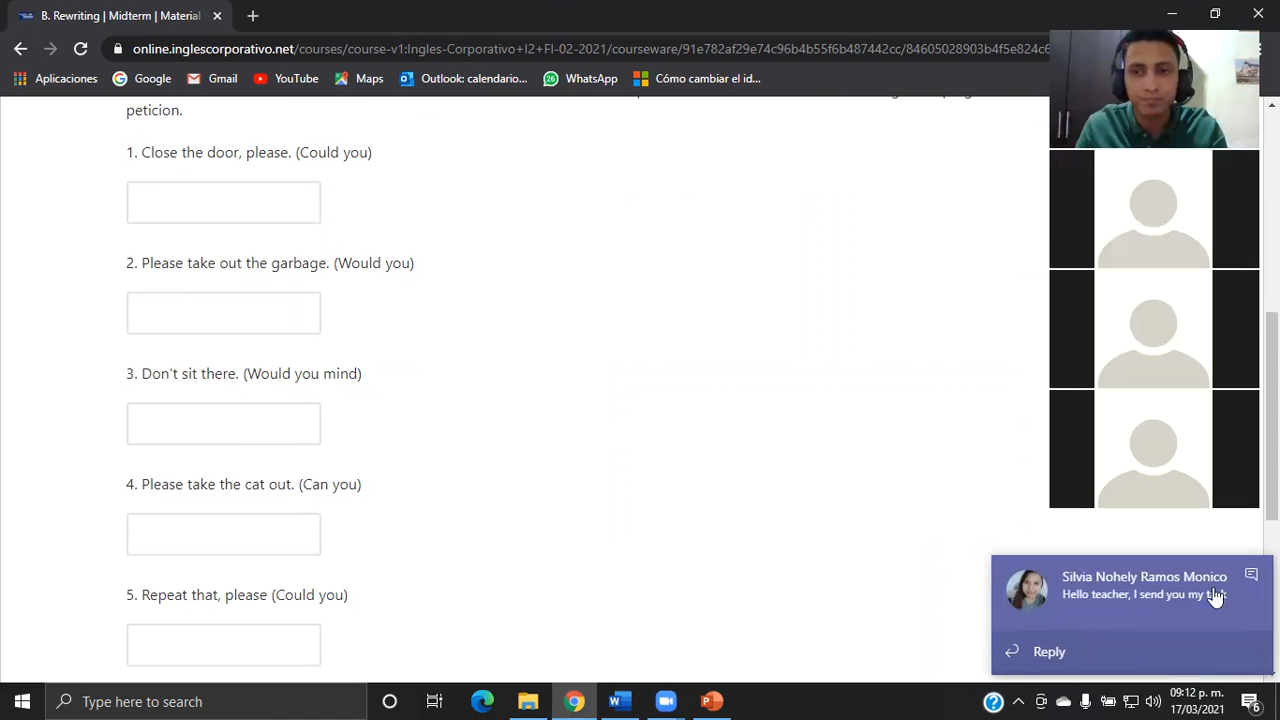 B. Rewriting | Midterm | Material
online.inglescorporativo.net/courses/course-v1:Ingles-Corporativo+I2+FI-02-2021/courseware/91e782af29e74c96b4b55f6b487442cc/84605028903b4f5e824c6
Aplicaciones Google Gmail YouTube Maps Outlook: calendario... WhatsApp Cómo cambiar el id...
peticion.
1. Close the door, please. (Could you)
2. Please take out the garbage. (Would you)
3. Don't sit there. (Would you mind)
4. Please take the cat out. (Can you)
5. Repeat that, please (Could you)
Silvia Nohely Ramos Monico
Hello teacher, I send you my
Reply
Type here to search
09:12 p. m.
17/03/2021
6